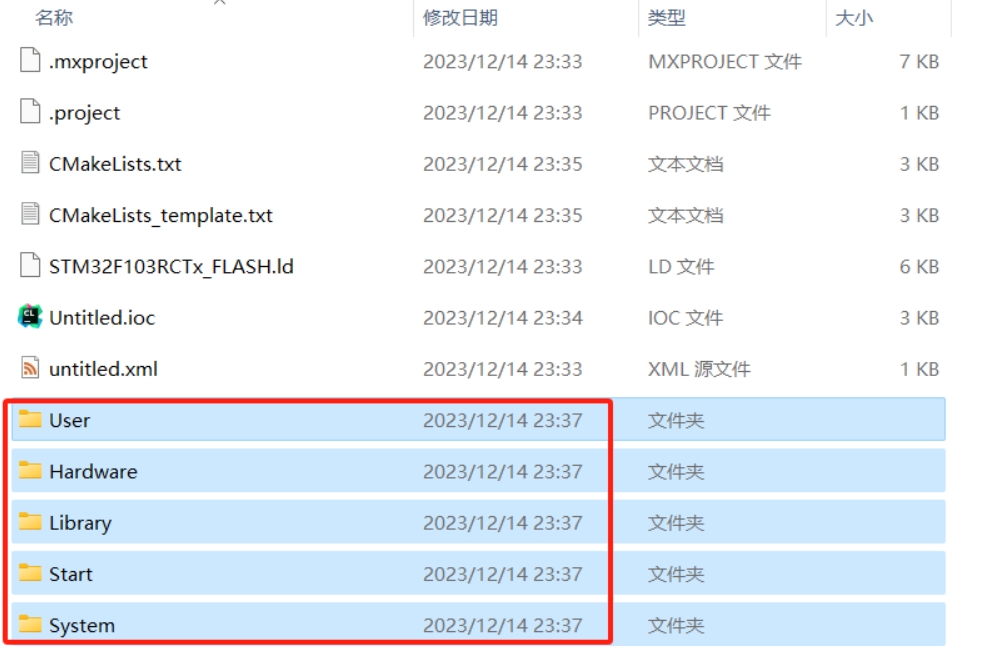 名称 修改日期 类型 大小
.mxproject 2023/12/14 23:33 MXPROJECT 文件 7 KB
.project 2023/12/14 23:33 PROJECT 文件 1 KB
CMakeLists.txt 2023/12/14 23:35 文本文档 3 KB
CMakeLists_template.txt 2023/12/14 23:35 文本文档 3 KB
STM32F103RCTx_FLASH.ld 2023/12/14 23:33 LD 文件 6 KB
CL Untitled.ioc 2023/12/14 23:34 IOC 文件 3 KB
untitled.xml 2023/12/14 23:33 XML 源文件 1 KB
User 2023/12/14 23:37 文件夹
Hardware 2023/12/14 23:37 文件夹
Library 2023/12/14 23:37 文件夹
Start 2023/12/14 23:37 文件夹
System 2023/12/14 23:37 文件夹